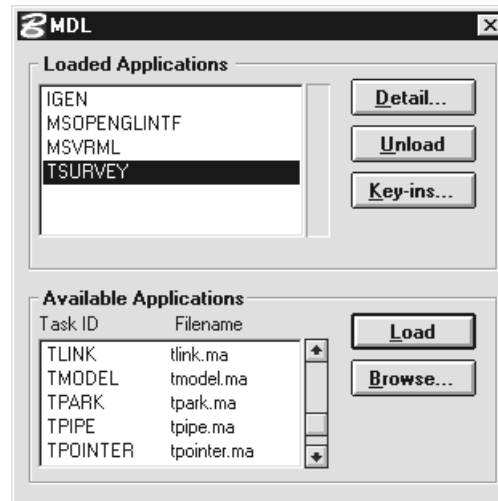 MDL
Loaded Applications
IGEN
MSOPENGLINTF
MSVRML
TSURVEY
Detail...
Unload
Key-ins...
Available Applications
Task ID Filename
TLINK tlink.ma
TMODEL tmodel.ma
TPARK tpark.ma
TPIPE tpipe.ma
TPOINTER tpointer.ma
Load
Browse...